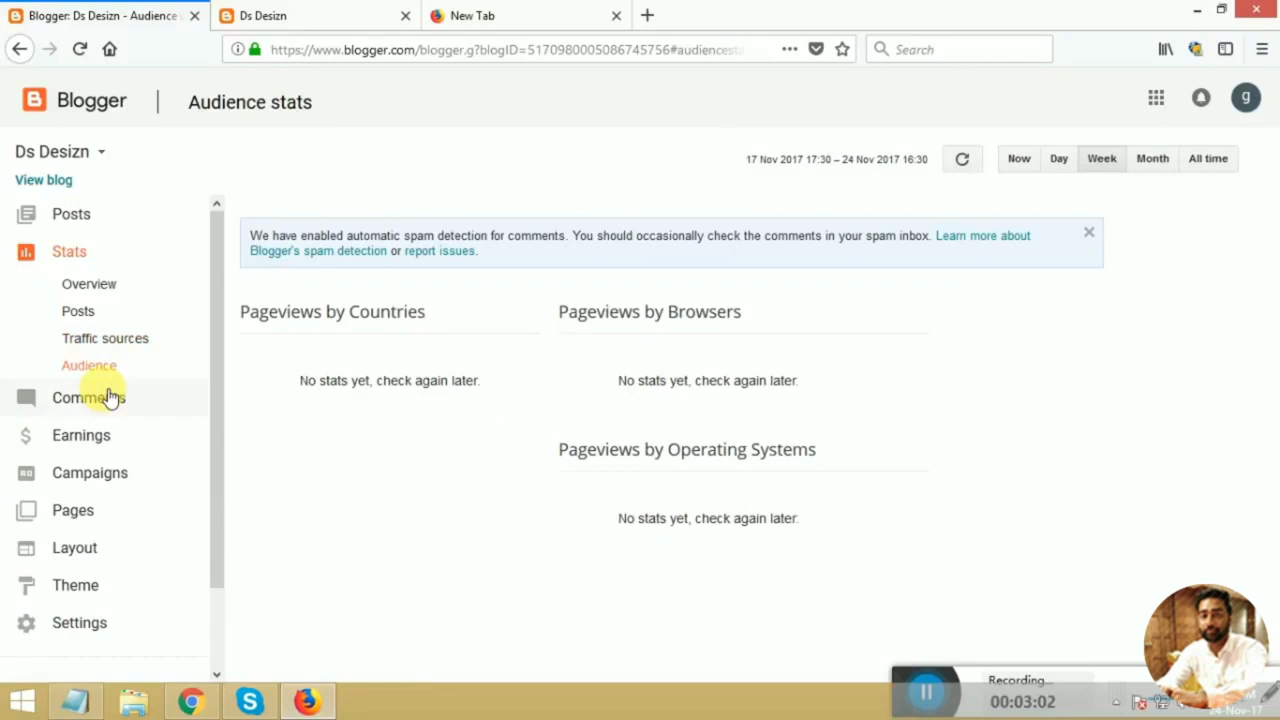 Blogger: Ds Desizn - Audience
Ds Desizn
New Tab
https://www.blogger.com/blogger.g?blogID=5170980005086745756#audiencest
Search
Blogger
Audience stats
g
Ds Desizn
View blog
17 Nov 2017 17:30 – 24 Nov 2017 16:30
Now
Day
Week
Month
All time
Posts
Stats
Overview
Posts
Traffic sources
Audience
Comments
Earnings
Campaigns
Pages
Layout
Theme
Settings
We have enabled automatic spam detection for comments. You should occasionally check the comments in your spam inbox. Learn more about
Blogger's spam detection or report issues.
Pageviews by Countries
No stats yet, check again later.
Pageviews by Browsers
No stats yet, check again later.
Pageviews by Operating Systems
No stats yet, check again later.
Recording...
00:03:02
24-Nov-17